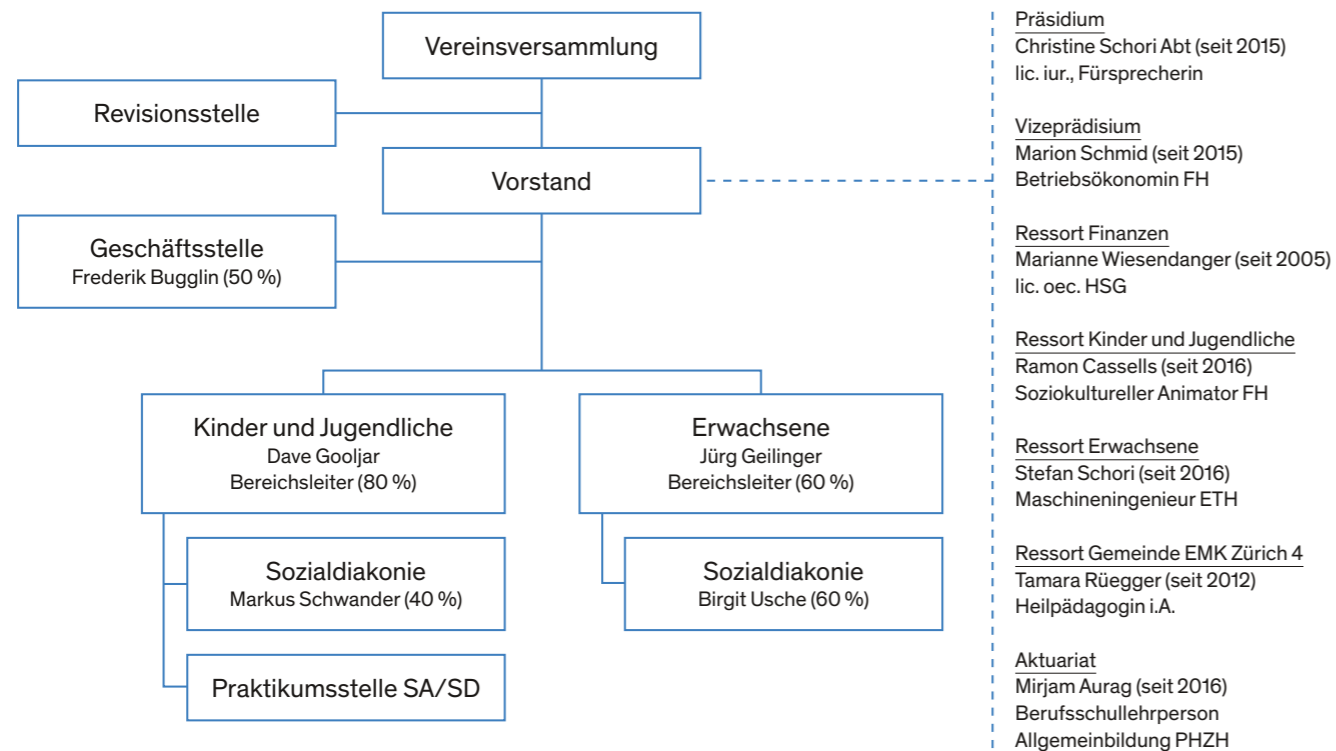 Vereinsversammlung
Revisionsstelle
Vorstand
Geschäftsstelle
Frederik Bugglin (50 %)
Kinder und Jugendliche
Dave Gooljar
Bereichsleiter (80 %)
Erwachsene
Jürg Geilinger
Bereichsleiter (60 %)
Sozialdiakonie
Markus Schwander (40 %)
Sozialdiakonie
Birgit Usche (60 %)
Praktikumsstelle SA/SD
Präsidium
Christine Schori Abt (seit 2015)
lic. iur., Fürsprecherin
Vizeprädisium
Marion Schmid (seit 2015)
Betriebsökonomin FH
Ressort Finanzen
Marianne Wiesendanger (seit 2005)
lic. oec. HSG
Ressort Kinder und Jugendliche
Ramon Cassells (seit 2016)
Soziokultureller Animator FH
Ressort Erwachsene
Stefan Schori (seit 2016)
Maschineningenieur ETH
Ressort Gemeinde EMK Zürich 4
Tamara Rüegger (seit 2012)
Heilpädagogin i.A.
Aktuariat
Mirjam Aurag (seit 2016)
Berufsschullehrperson
Allgemeinbildung PHZH